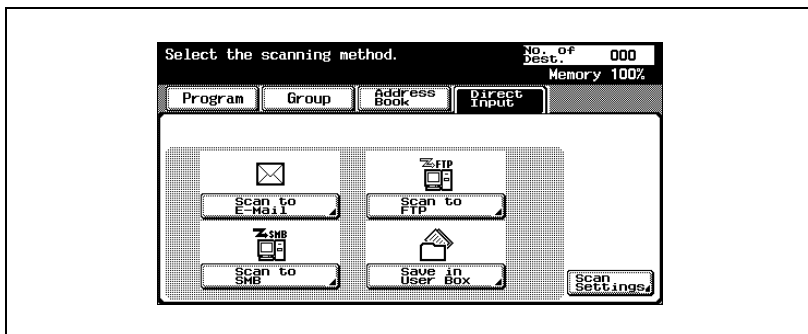 Select the scanning method.
No. of
Dest. 000
Memory 100%
Program
Group
Address
Book
Direct
Input
FTP
Scan to
E-Mail
Scan to
FTP
SMB
Scan to
SMB
Save in
User Box
Scan
Settings